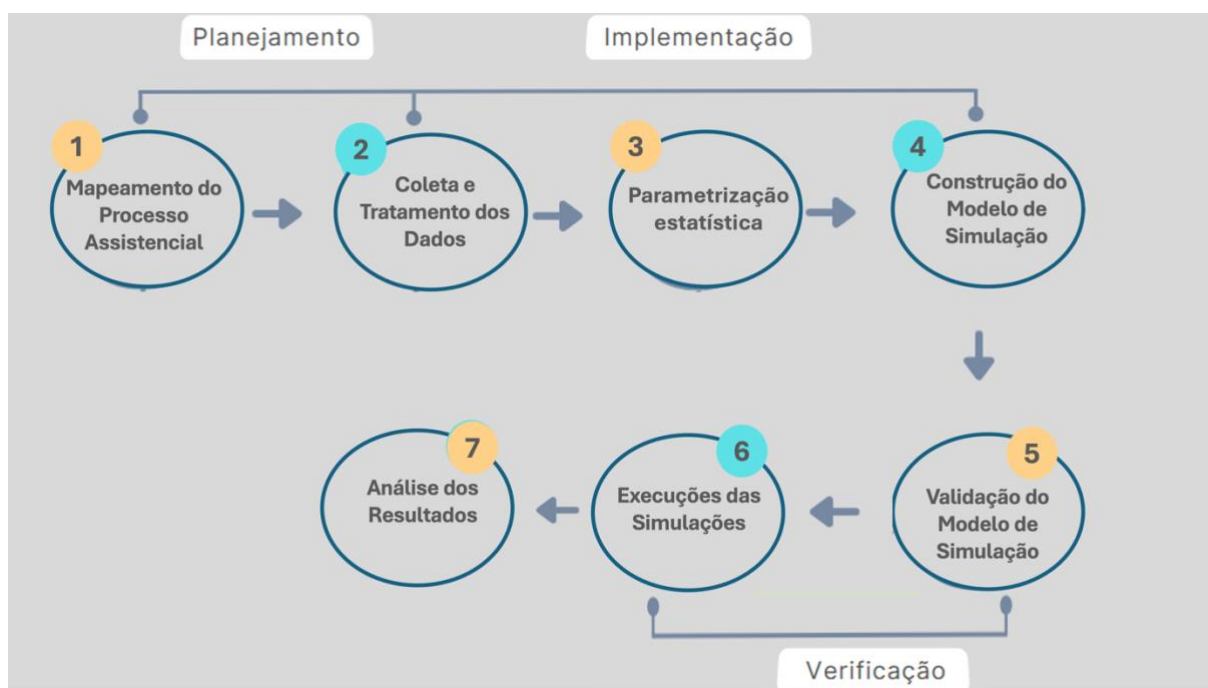 Planejamento
Implementação
1
Mapeamento do
Processo
Assistencial
2
Coleta e
Tratamento dos
Dados
3
Parametrização
estatística
4
Construção do
Modelo de
Simulação
5
Validação do
Modelo de
Simulação
6
Execuções das
Simulações
7
Análise dos
Resultados
Verificação